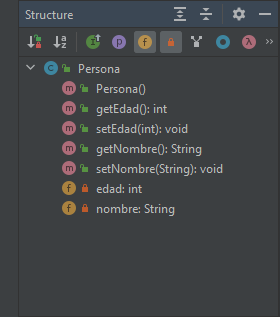 Structure
Persona
Persona()
getEdad(): int
setEdad(int): void
getNombre(): String
setNombre(String): void
edad: int
nombre: String